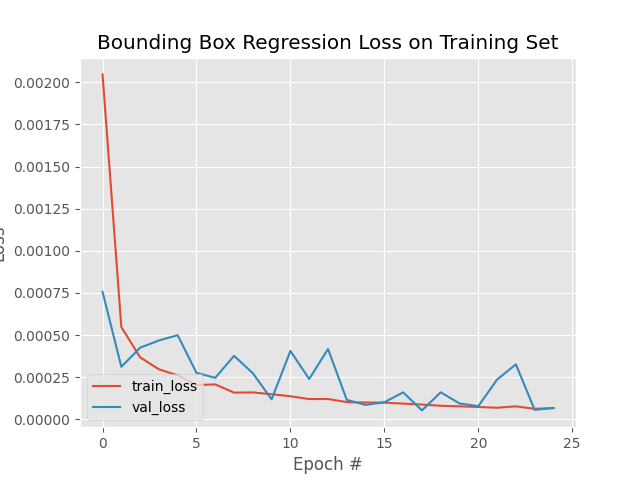 Bounding Box Regression Loss on Training Set
0.00200
0.00175
0.00150
0.00125
0.00100
0.00075
0.00050
0.00025
0.00000
Loss
train_loss
val_loss
0 5 10 15 20 25
Epoch #